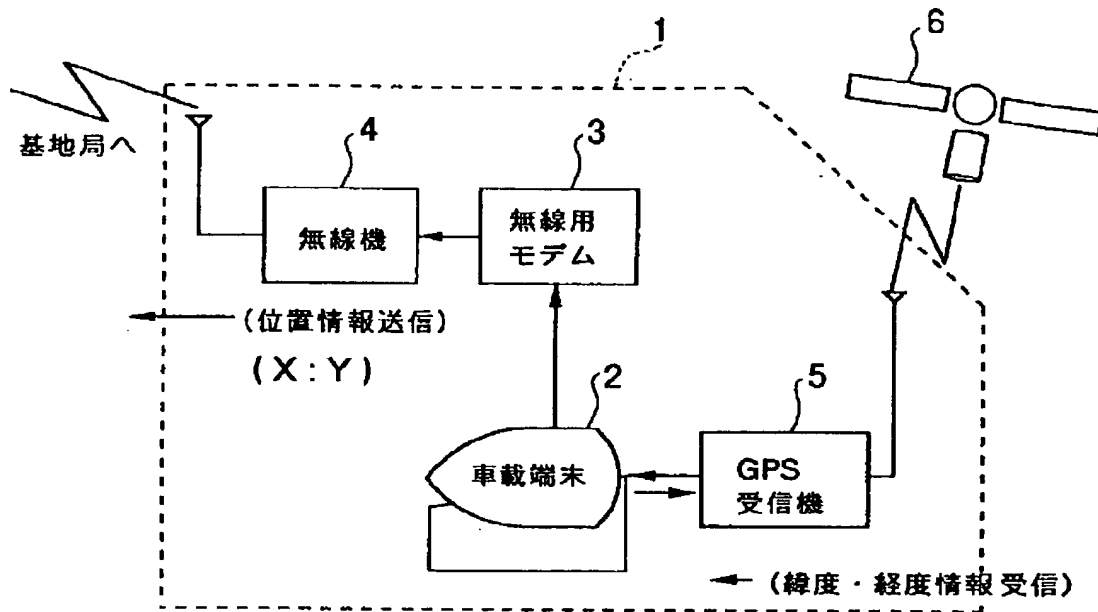 1
6
基地局へ
4
3
無線機
無線用
モデム
(位置情報送信)
(X:Y)
2
5
車載端末
GPS
受信機
(緯度・経度情報受信)